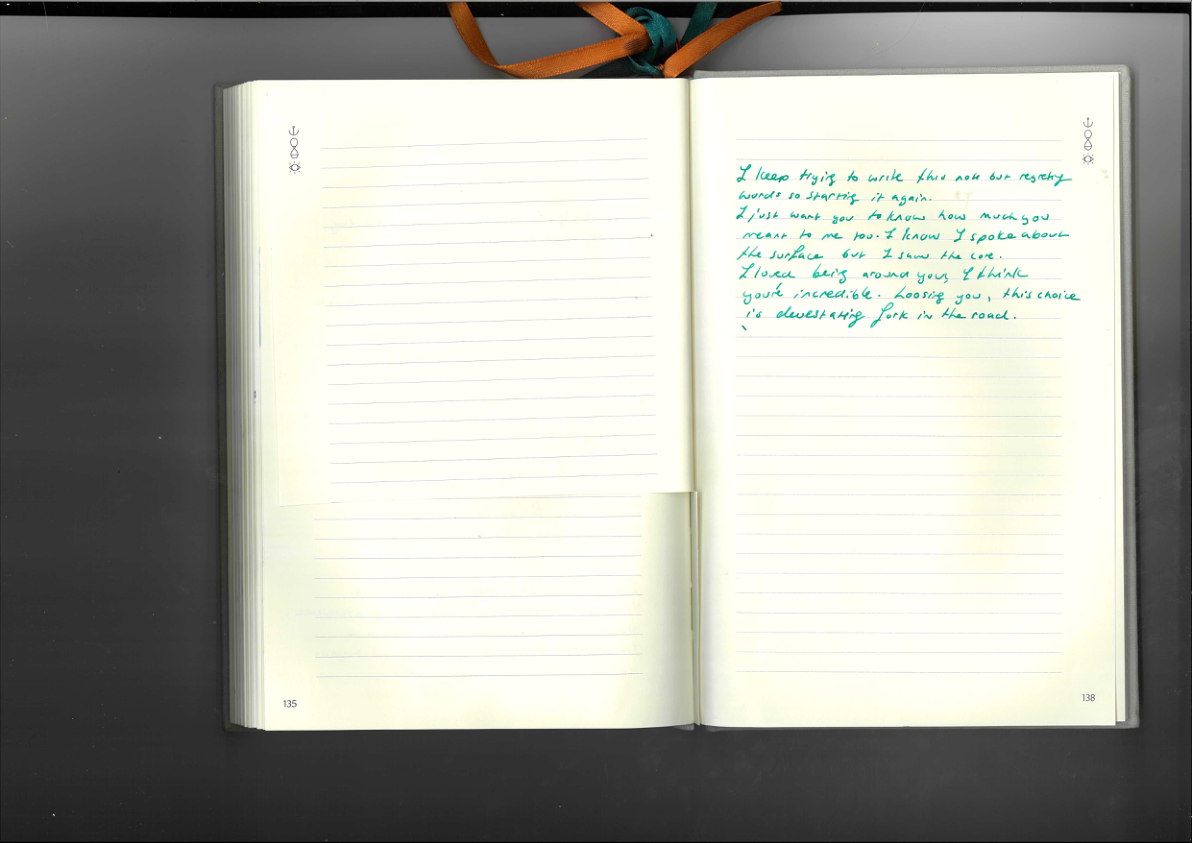 I keep trying to write this note but regretting
words so starting it again.
I just want you to know how much you
meant to me too. I know I spoke about
the surface but I saw the core.
I loved being around you, I think
you're incredible. Loosing you, this choice
is devestating fork in the road.
135
138